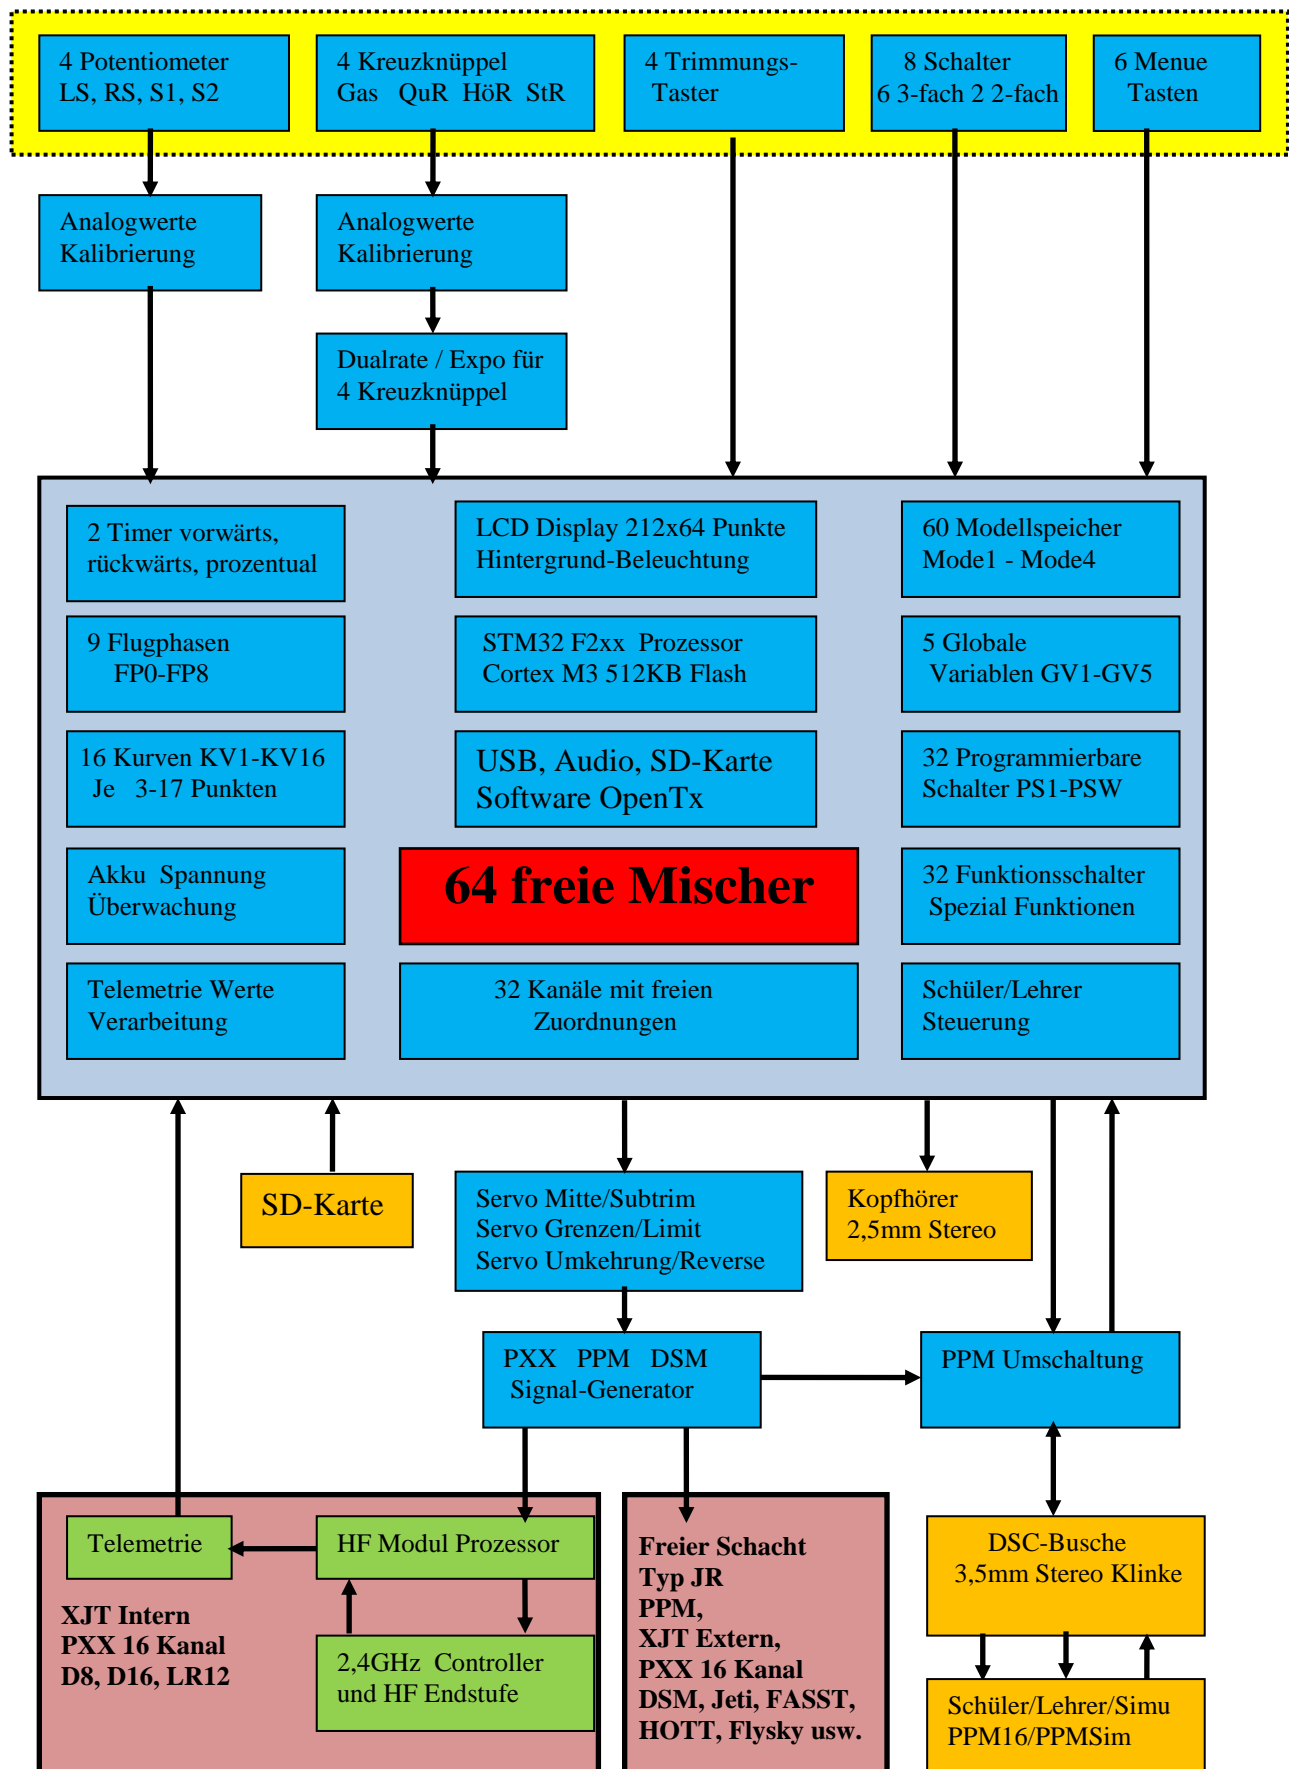 4 Potentiometer
LS, RS, S1, S2
4 Kreuzknüppel
Gas QuR HöR StR
4 Trimmungs-
Taster
8 Schalter
6 3-fach 2 2-fach
6 Menue
Tasten
Analogwerte
Kalibrierung
Analogwerte
Kalibrierung
Dualrate / Expo für
4 Kreuzknüppel
2 Timer vorwärts,
rückwärts, prozentual
LCD Display 212x64 Punkte
Hintergrund-Beleuchtung
60 Modellspeicher
Mode1 - Mode4
9 Flugphasen
FP0-FP8
STM32 F2xx Prozessor
Cortex M3 512KB Flash
5 Globale
Variablen GV1-GV5
16 Kurven KV1-KV16
Je 3-17 Punkten
USB, Audio, SD-Karte
Software OpenTx
32 Programmierbare
Schalter PS1-PSW
Akku Spannung
Überwachung
64 freie Mischer
32 Funktionsschalter
Spezial Funktionen
Telemetrie Werte
Verarbeitung
32 Kanäle mit freien
Zuordnungen
Schüler/Lehrer
Steuerung
SD-Karte
Servo Mitte/Subtrim
Servo Grenzen/Limit
Servo Umkehrung/Reverse
Kopfhörer
2,5mm Stereo
PXX PPM DSM
Signal-Generator
PPM Umschaltung
Telemetrie
HF Modul Prozessor
XJT Intern
PXX 16 Kanal
D8, D16, LR12
2,4GHz Controller
und HF Endstufe
Freier Schacht
Typ JR
PPM,
XJT Extern,
PXX 16 Kanal
DSM, Jeti, FASST,
HOTT, Flysky usw.
DSC-Busche
3,5mm Stereo Klinke
Schüler/Lehrer/Simu
PPM16/PPMSim